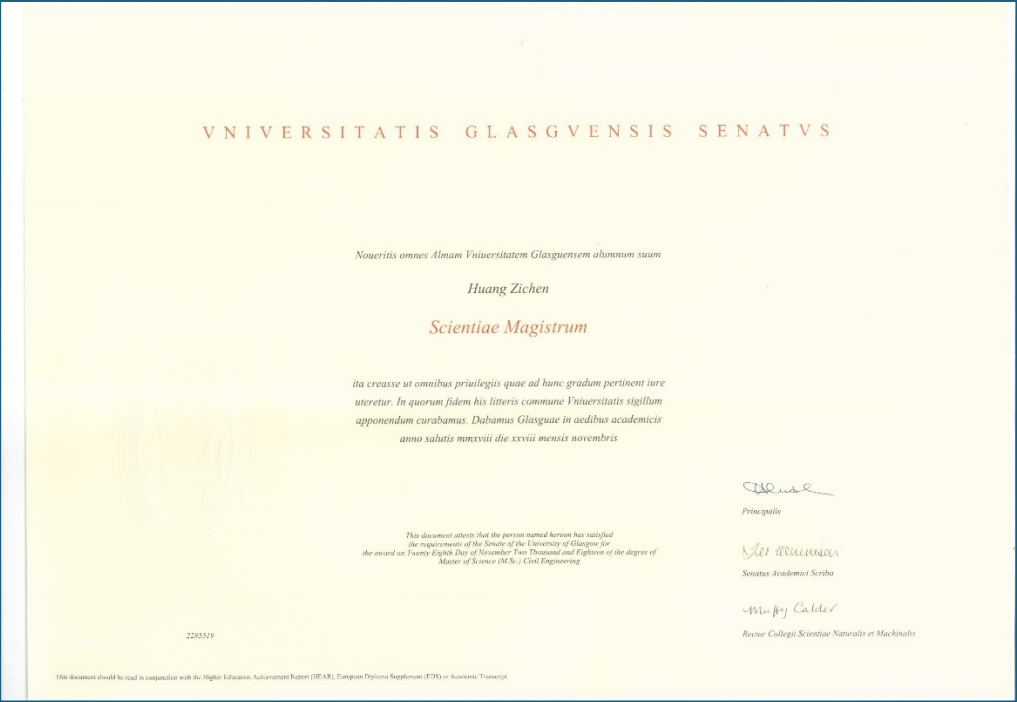 VNIVERSITATIS GLASGVENSIS SENATVS
Noueritis omnes Almam Vniuersitatem Glasguensem alumnum suum
Huang Zichen
Scientiae Magistrum
ita creasse ut omnibus priuilegiis quae ad hunc gradum pertinent iure
uteretur. In quorum fidem his litteris commune Vniuersitatis sigillum
apponendum curabamus. Dabamus Glasguae in aedibus academicis
anno salutis mmxviii die xxviii mensis novembris
This document attests that the person named hereon has satisfied
the requirements of the Senate of the University of Glasgow for
the award on Twenty Eighth Day of November Two Thousand and Eighteen of the degree of
Master of Science (M.Sc.) Civil Engineering
Principalis
Senatus Academici Scriba
Muffy Calder
Rector Collegii Scientiae Naturalis et Machinalis
2283519
This document should be read in conjunction with the Higher Education Achievement Report (HEAR), European Diploma Supplement (EDS) or Academic Transcript